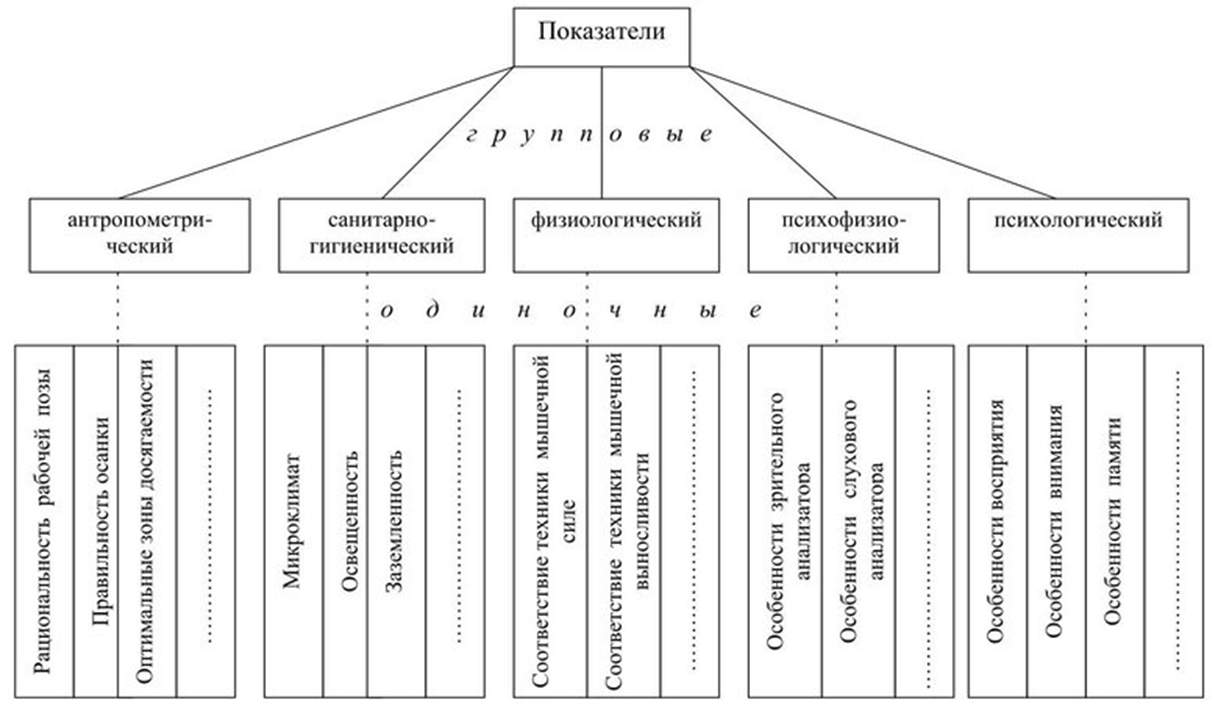 Показатели
г р у п п о в ы е
антропометри-
ческий
санитарно-
гигиенический
физиологический
психофизио-
логический
психологический
о д и н о ч н ы е
Рациональность рабочей позы
Правильность осанки
Оптимальные зоны досягаемости
Микроклимат
Освещенность
Заземленность
Соответствие техники мышечной
силе
Соответствие техники мышечной
выносливости
Особенности зрительного
анализатора
Особенности слухового
анализатора
Особенности восприятия
Особенности внимания
Особенности памяти